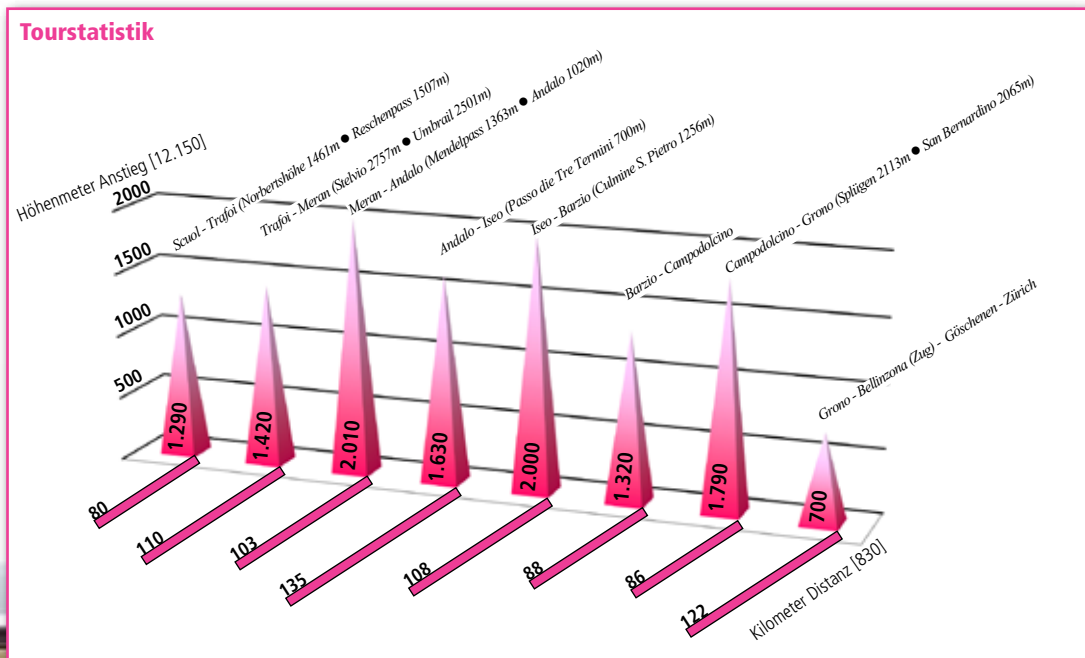 Tourstatistik
Höhenmeter Anstieg [12.150]
2000
1500
1000
500
Scuol - Trafoi (Norbertshöhe 1461m ● Reschenpass 1507m)
Trafoi - Meran (Stelvio 2757m ● Umbrail 2501m)
Meran - Andalo (Mendelpass 1363m ● Andalo 1020m)
Andalo - Iseo (Passo die Tre Termini 700m)
Iseo - Barzio (Culmine S. Pietro 1256m)
Barzio - Campodolcino
Campodolcino - Grono (Splügen 2113m ● San Bernardino 2065m)
Grono - Bellinzona (Zug) - Göschenen - Zürich
1.290
1.420
2.010
1.630
2.000
1.320
1.790
700
80
110
103
135
108
88
86
122
Kilometer Distanz [830]